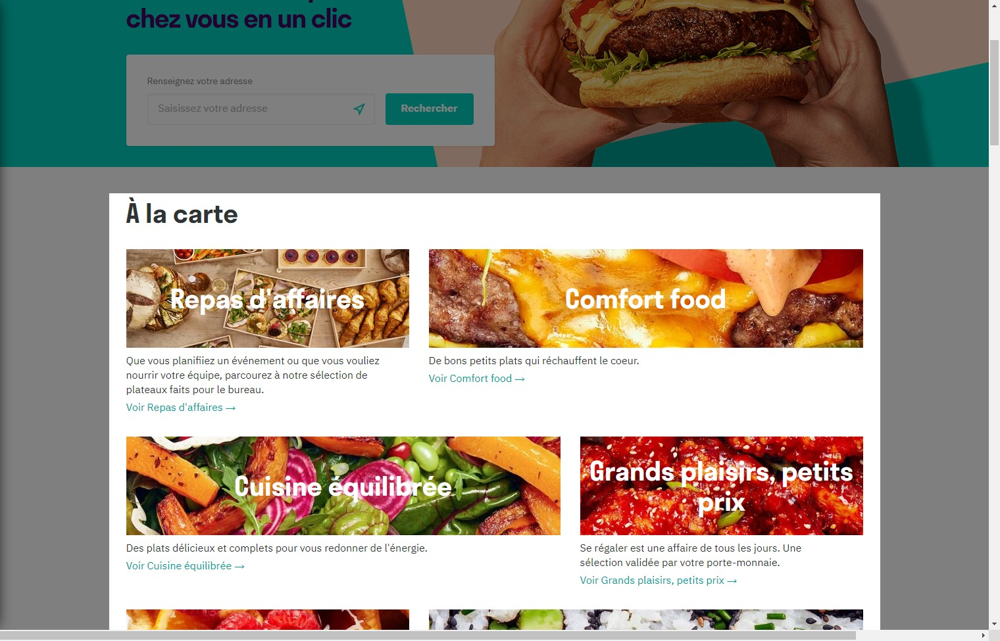 chez vous en un clic
Renseignez votre adresse
Saisissez votre adresse
Rechercher
À la carte
Repas d'affaires
Comfort food
Que vous planifiiez un événement ou que vous vouliez
nourrir votre équipe, parcourez à notre sélection de
plateaux faits pour le bureau.
Voir Repas d'affaires →
De bons petits plats qui réchauffent le coeur.
Voir Comfort food →
Cuisine équilibrée
Grands plaisirs, petits
prix
Des plats délicieux et complets pour vous redonner de l'énergie.
Voir Cuisine équilibrée →
Se régaler est une affaire de tous les jours. Une
sélection validée par votre porte-monnaie.
Voir Grands plaisirs, petits prix →